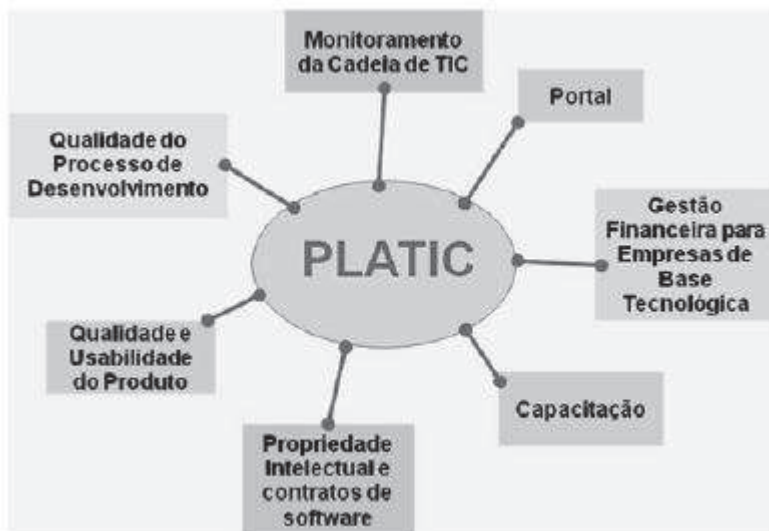 Monitoramento
da Cadeia de TIC
Portal
Qualidade do
Processo de
Desenvolvimento
Gestão
Financeira para
Empresas de
Base
Tecnológica
PLATIC
Qualidade e
Usabilidade
do Produto
Capacitação
Propriedade
Intelectual e
contratos de
software